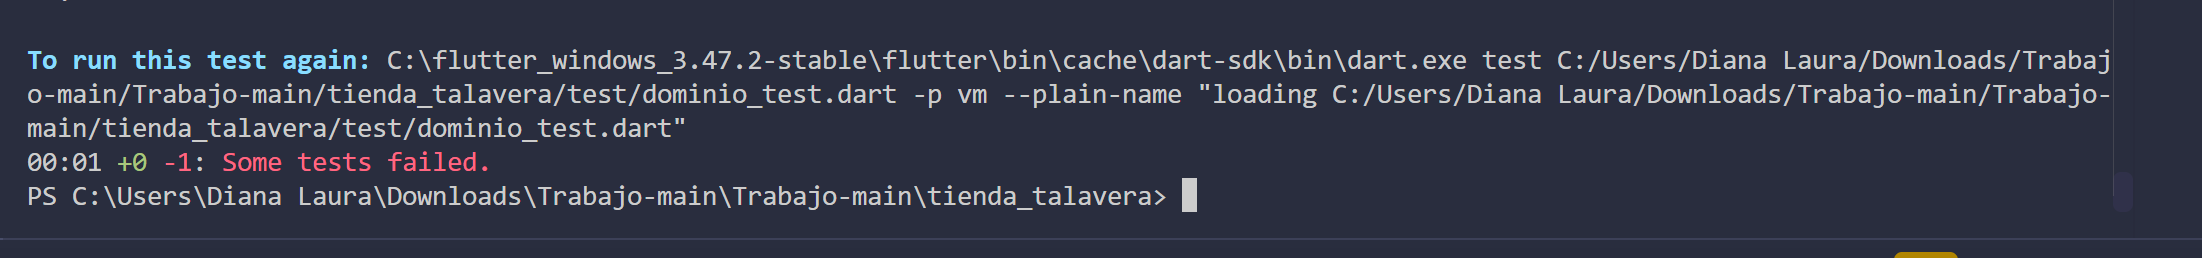 To run this test again: C:\flutter_windows_3.47.2-stable\flutter\bin\cache\dart-sdk\bin\dart.exe test C:/Users/Diana Laura/Downloads/Trabaj
o-main/Trabajo-main/tienda_talavera/test/dominio_test.dart -p vm --plain-name "loading C:/Users/Diana Laura/Downloads/Trabajo-main/Trabajo-
main/tienda_talavera/test/dominio_test.dart"
00:01 +0 -1: Some tests failed.
PS C:\Users\Diana Laura\Downloads\Trabajo-main\Trabajo-main\tienda_talavera>